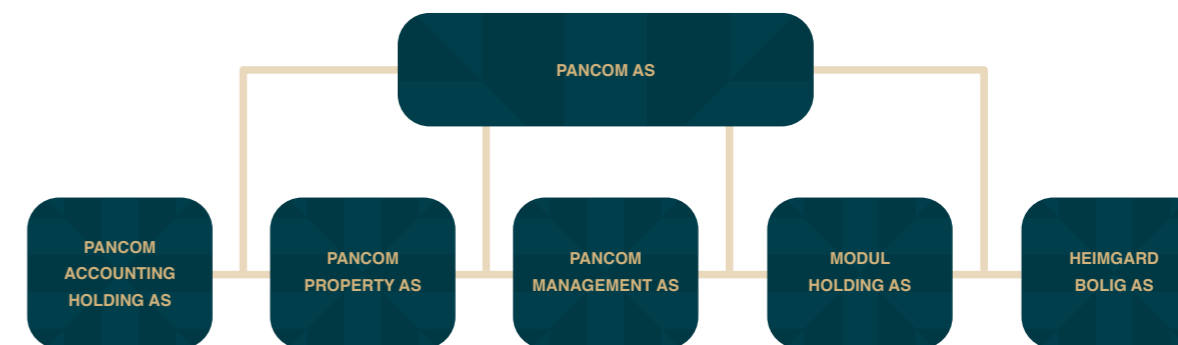 PANCOM AS
PANCOM
ACCOUNTING
HOLDING AS
PANCOM
PROPERTY AS
PANCOM
MANAGEMENT AS
MODUL
HOLDING AS
HEIMGARD
BOLIG AS